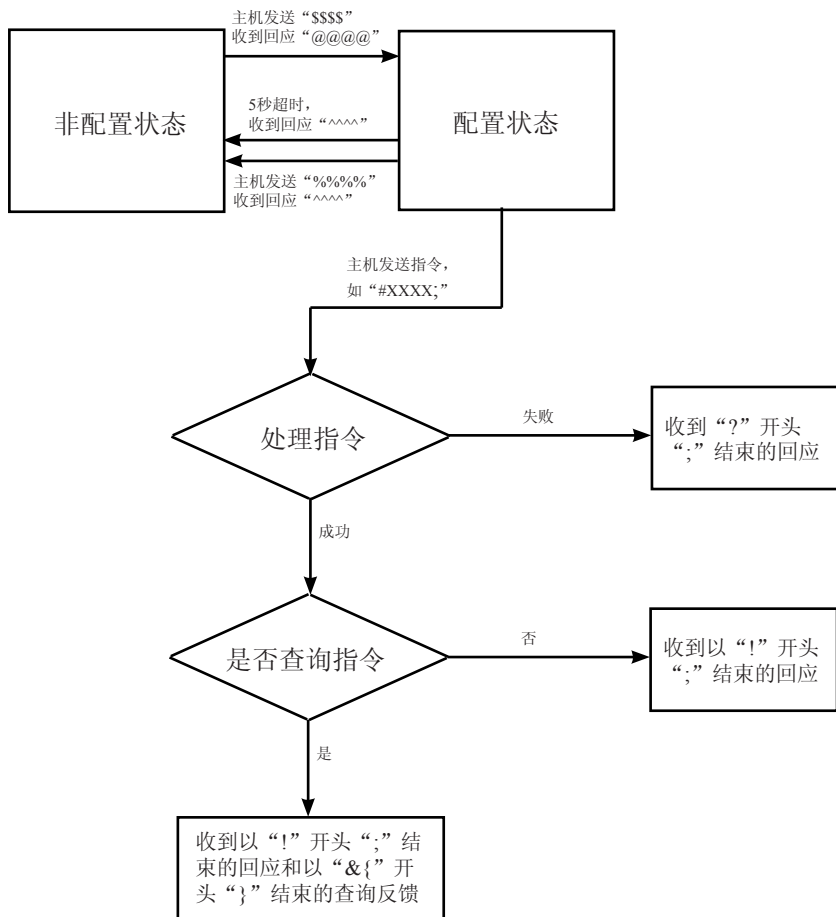 主机发送“$$$$”
收到回应“@@@@”
非配置状态
5秒超时，
收到回应“^^^^”
配置状态
主机发送“%%%%”
收到回应“^^^^”
主机发送指令，
如“#XXXX;”
处理指令
失败
收到“?”开头
“;”结束的回应
成功
是否查询指令
否
收到以“!”开头
“;”结束的回应
是
收到以“!”开头“;”结
束的回应和以“&{”开
头“}”结束的查询反馈